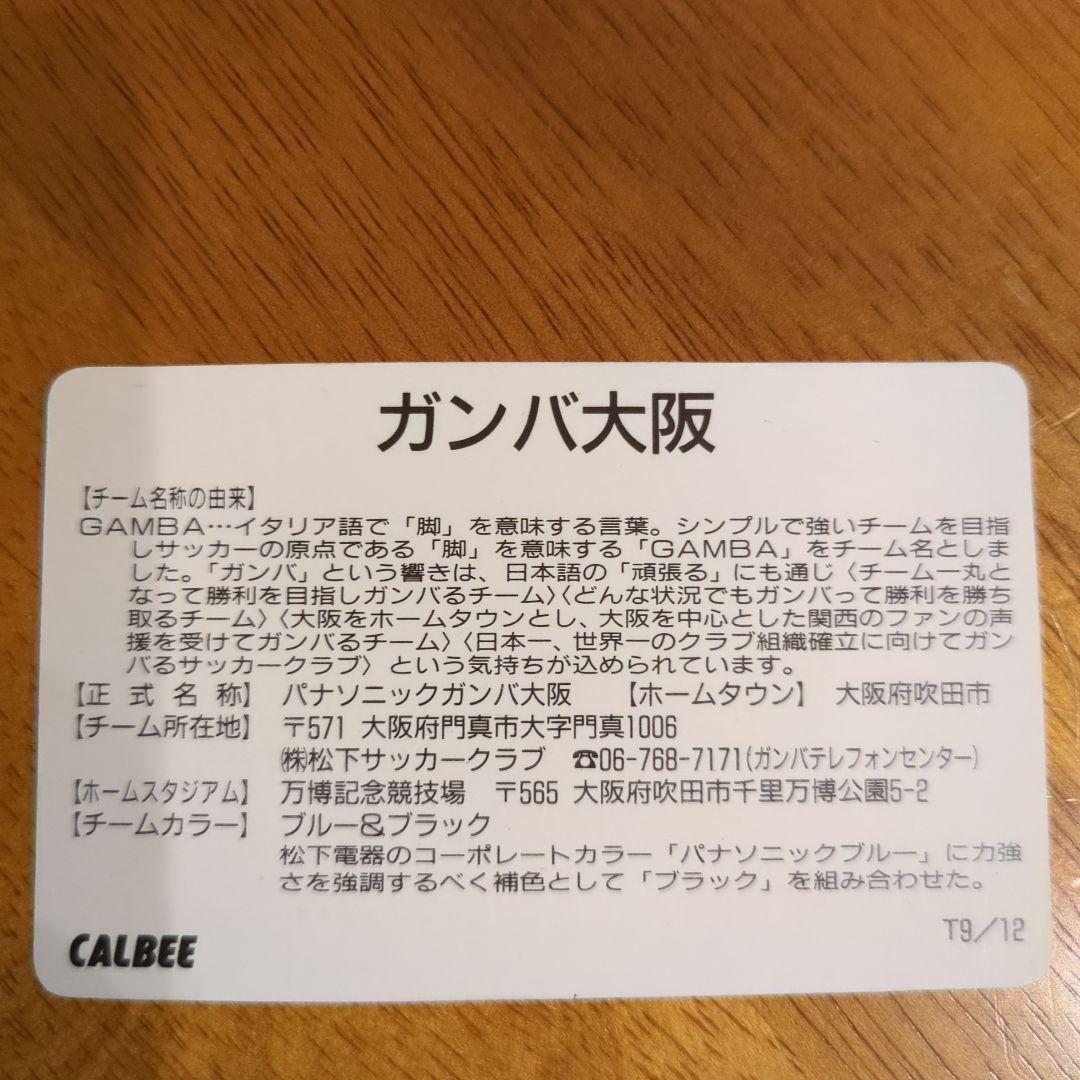 ガンバ大阪
【チーム名称の由来】
GAMBA…イタリア語で「脚」を意味する言葉。シンプルで強いチームを目指
しサッカーの原点である「脚」を意味する「GAMBA」をチーム名としま
した。「ガンバ」という響きは、日本語の「頑張る」にも通じ〈チーム一丸と
なって勝利を目指しガンバるチーム〉〈どんな状況でもガンバって勝利を勝ち
取るチーム〉〈大阪をホームタウンとし、大阪を中心とした関西のファンの声
援を受けてガンバるチーム〉〈日本一、世界一のクラブ組織確立に向けてガン
バるサッカークラブ〉という気持ちが込められています。
【正式名称】 パナソニックガンバ大阪 【ホームタウン】 大阪府吹田市
【チーム所在地】 〒571 大阪府門真市大字門真1006
㈱松下サッカークラブ ☎06-768-7171(ガンバテレフォンセンター)
【ホームスタジアム】 万博記念競技場 〒565 大阪府吹田市千里万博公園5-2
【チームカラー】 ブルー&ブラック
松下電器のコーポレートカラー「パナソニックブルー」に力強
さを強調するべく補色として「ブラック」を組み合わせた。
CALBEE
T9/12